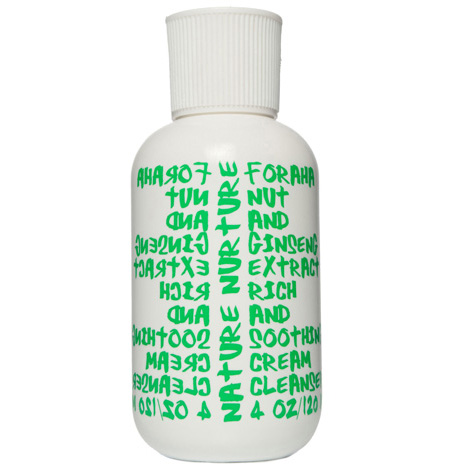 NATURE NURTURE
FORAHA
NUT
AND
GINSENG
EXTRACT
RICH
AND
SOOTHIN
CREAM
CLEANSE
4 OZ/120
FORAHA
NUT
AND
GINSENG
EXTRACT
RICH
AND
SOOTHING
CREAM
CLEANSER
4 OZ/120